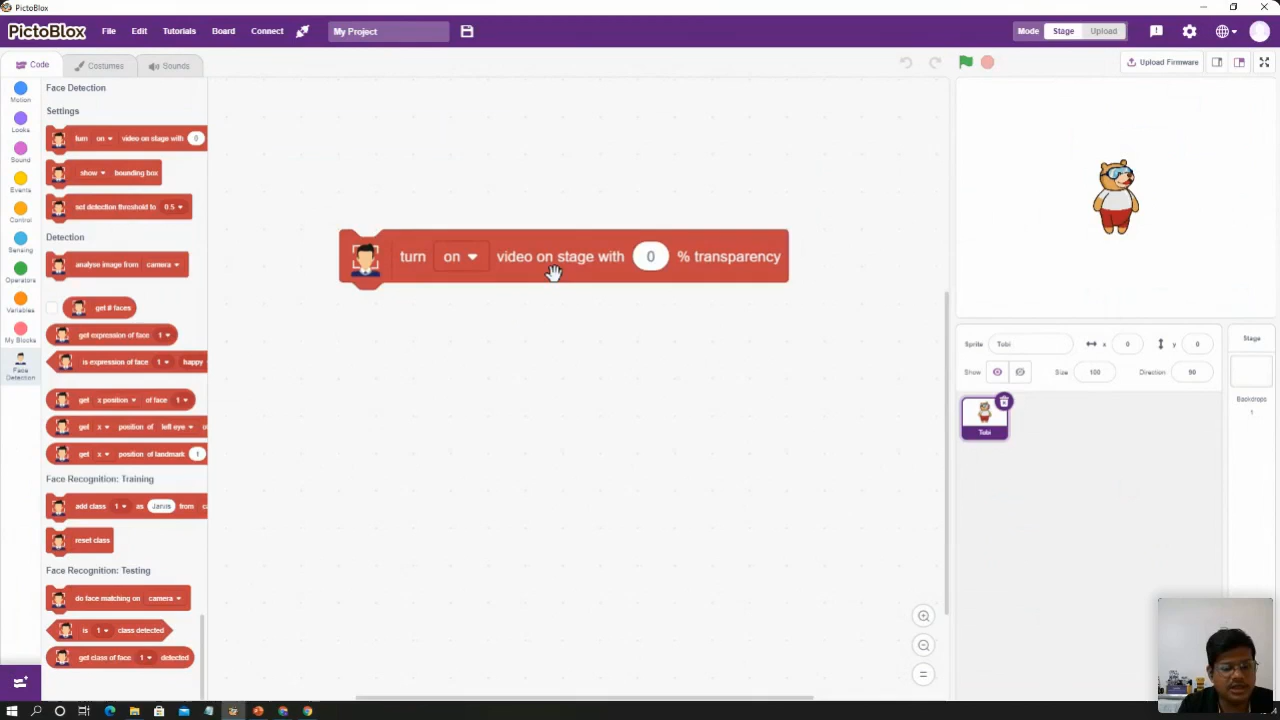 PictoBlox
PictoBlox File Edit Tutorials Board Connect My Project Mode Stage Upload
Code Costumes Sounds Upload Firmware
Motion
Looks
Sound
Events
Control
Sensing
Operators
Variables
My Blocks
Face
Detection
Face Detection
Settings
turn on video on stage with 0
show bounding box
set detection threshold to 0.5
Detection
analyse image from camera
get # faces
get expression of face 1
is expression of face 1 happy
get x position of face 1
get x position of left eye
get x position of landmark 1
Face Recognition: Training
add class 1 as Janis from
reset class
Face Recognition: Testing
do face matching on camera
is 1 class detected
get class of face 1 detected
turn on video on stage with 0 % transparency
Sprite Tobi x 0 y 0
Show Size 100 Direction 90
Tobi
Stage
Backdrops
1